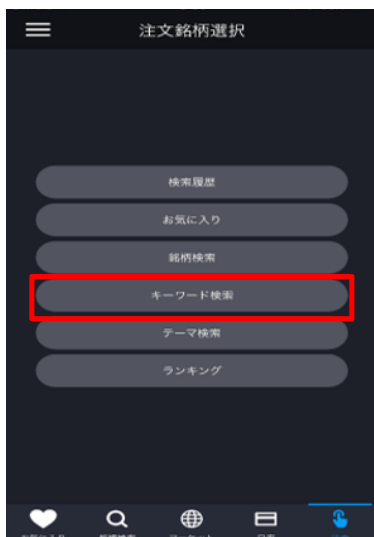 注文銘柄選択
検索履歴
お気に入り
銘柄検索
キーワード検索
テーマ検索
ランキング